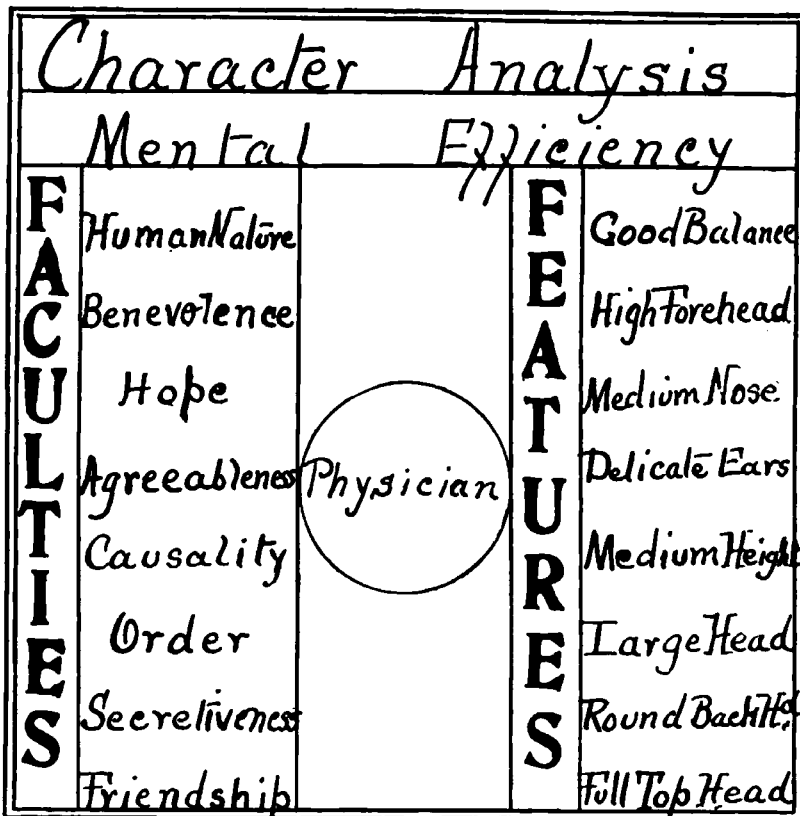 Character Analysis
Mental Efficiency
FACULTIES
Human Nature
Benevolence
Hope
Agreeableness
Causality
Order
Secretiveness
Friendship
Physician
FEATURES
Good Balance
High Forehead
Medium Nose.
Delicate Ears
Medium Height
Large Head
Round Back Hd.
Full Top Head